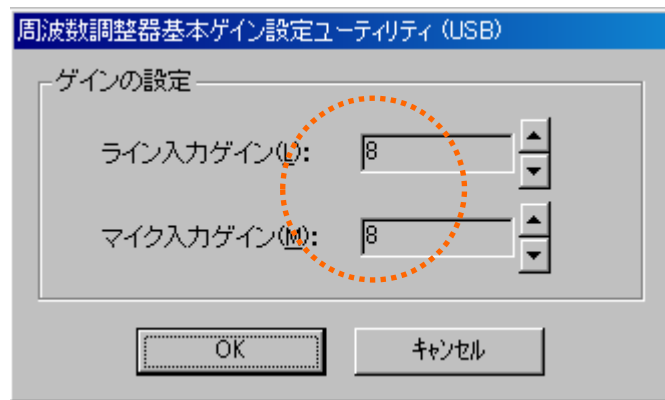 周波数調整器基本ゲイン設定ユーティリティ (USB)
ゲインの設定
ライン入力ゲイン(L): 8
マイク入力ゲイン(M): 8
OK キャンセル